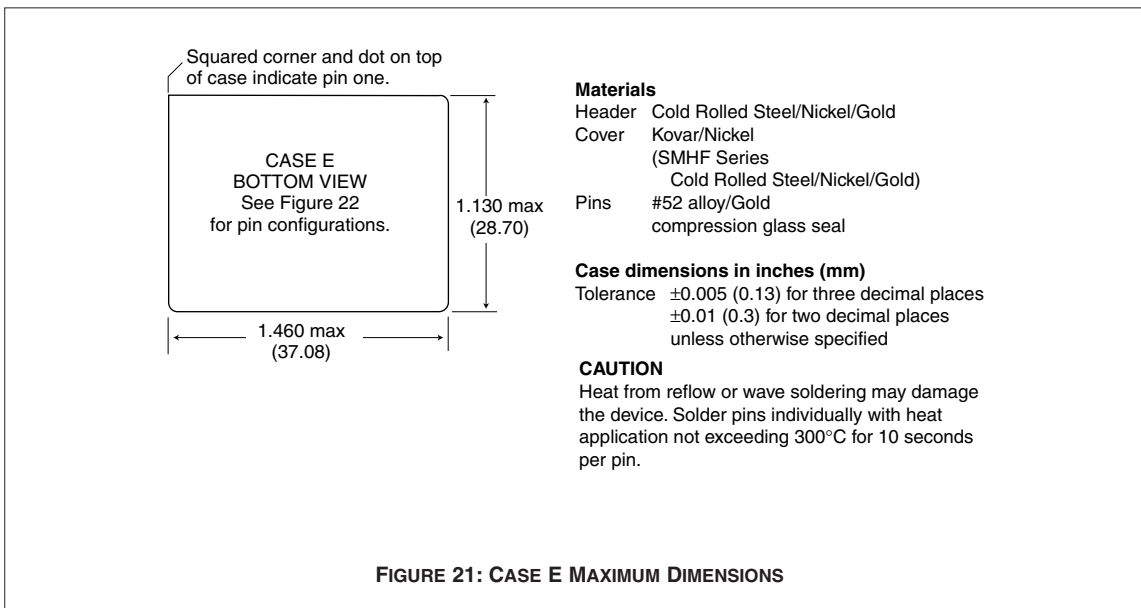 Squared corner and dot on top
of case indicate pin one.
CASE E
BOTTOM VIEW
See Figure 22
for pin configurations.
1.130 max
(28.70)
1.460 max
(37.08)
Materials
Header Cold Rolled Steel/Nickel/Gold
Cover Kovar/Nickel
(SMHF Series
Cold Rolled Steel/Nickel/Gold)
Pins #52 alloy/Gold
compression glass seal
Case dimensions in inches (mm)
Tolerance ±0.005 (0.13) for three decimal places
±0.01 (0.3) for two decimal places
unless otherwise specified
CAUTION
Heat from reflow or wave soldering may damage
the device. Solder pins individually with heat
application not exceeding 300°C for 10 seconds
per pin.
FIGURE 21: CASE E MAXIMUM DIMENSIONS